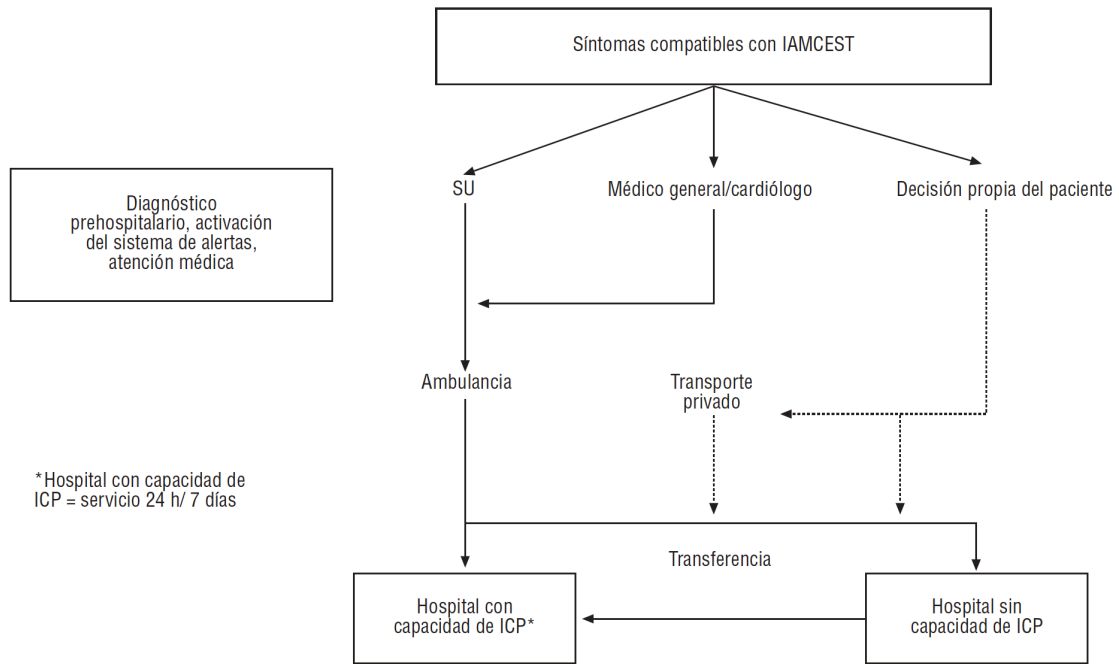 Síntomas compatibles con IAMCEST
SU
Médico general/cardiólogo
Decisión propia del paciente
Diagnóstico
prehospitalario, activación
del sistema de alertas,
atención médica
Ambulancia
Transporte
privado
*Hospital con capacidad de
ICP = servicio 24 h/ 7 días
Transferencia
Hospital con
capacidad de ICP*
Hospital sin
capacidad de ICP